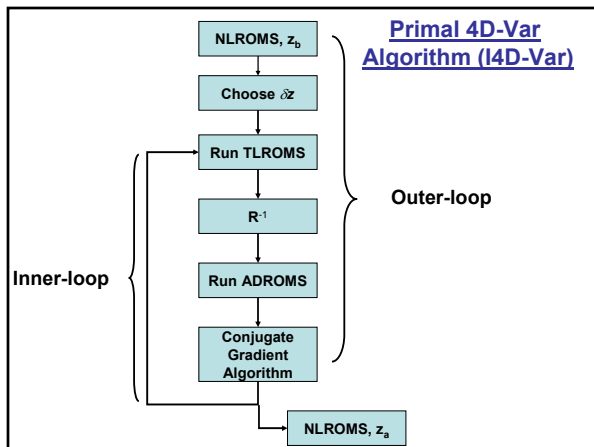 Primal 4D-Var
Algorithm (I4D-Var)
NLROMS, z_b
Choose δz
Run TLROMS
R⁻¹
Outer-loop
Inner-loop
Run ADROMS
Conjugate
Gradient
Algorithm
NLROMS, z_a